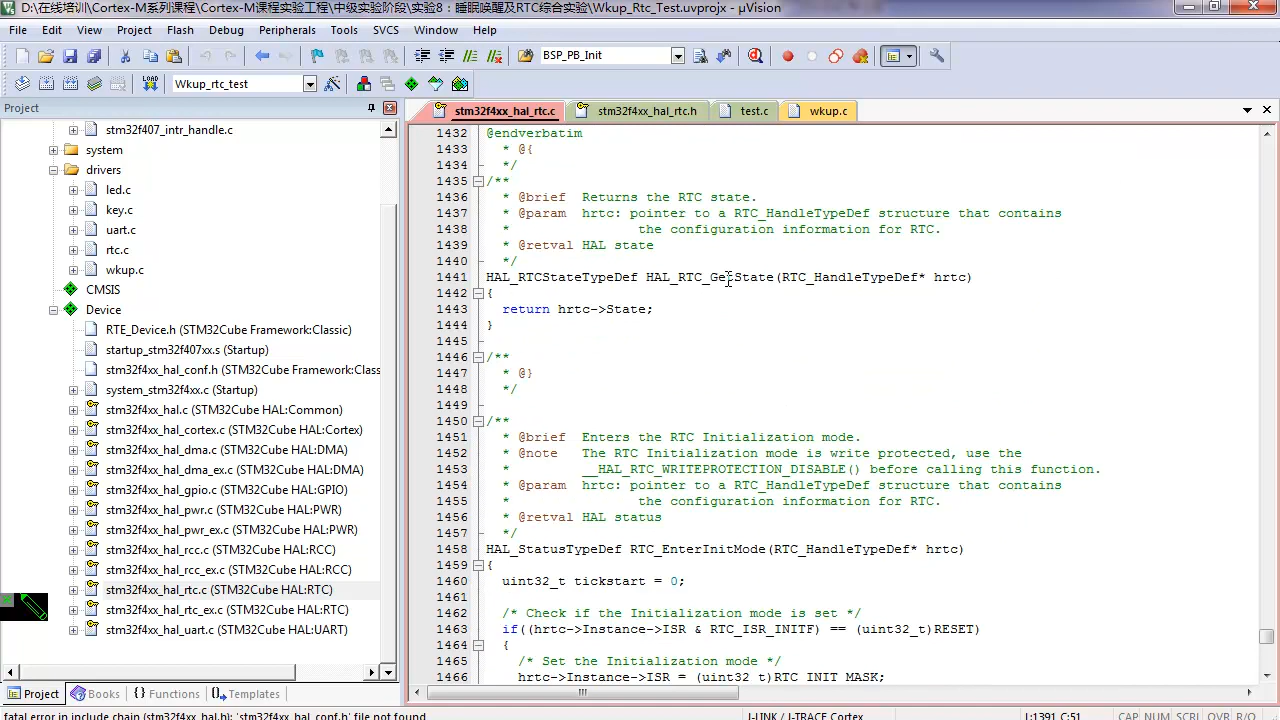 D:\在线培训\Cortex-M系列课程\Cortex-M课程实验工程\中级实验阶段\实验8：睡眠唤醒及RTC综合实验\Wkup_Rtc_Test.uvprojx - µVision
File Edit View Project Flash Debug Peripherals Tools SVCS Window Help
BSP_PB_Init
LOAD Wkup_rtc_test
Project
stm32f4xx_hal_rtc.c stm32f4xx_hal_rtc.h test.c wkup.c
stm32f407_intr_handle.c
system
drivers
led.c
key.c
uart.c
rtc.c
wkup.c
CMSIS
Device
RTE_Device.h (STM32Cube Framework:Classic)
startup_stm32f407xx.s (Startup)
stm32f4xx_hal_conf.h (STM32Cube Framework:Class
system_stm32f4xx.c (Startup)
stm32f4xx_hal.c (STM32Cube HAL:Common)
stm32f4xx_hal_cortex.c (STM32Cube HAL:Cortex)
stm32f4xx_hal_dma.c (STM32Cube HAL:DMA)
stm32f4xx_hal_dma_ex.c (STM32Cube HAL:DMA)
stm32f4xx_hal_gpio.c (STM32Cube HAL:GPIO)
stm32f4xx_hal_pwr.c (STM32Cube HAL:PWR)
stm32f4xx_hal_pwr_ex.c (STM32Cube HAL:PWR)
stm32f4xx_hal_rcc.c (STM32Cube HAL:RCC)
stm32f4xx_hal_rcc_ex.c (STM32Cube HAL:RCC)
stm32f4xx_hal_rtc.c (STM32Cube HAL:RTC)
stm32f4xx_hal_rtc_ex.c (STM32Cube HAL:RTC)
stm32f4xx_hal_uart.c (STM32Cube HAL:UART)
Project Books {} Functions Templates
1432 @endverbatim
1433 * @{
1434 */
1435 /**
1436 * @brief Returns the RTC state.
1437 * @param hrtc: pointer to a RTC_HandleTypeDef structure that contains
1438 * the configuration information for RTC.
1439 * @retval HAL state
1440 */
1441 HAL_RTCStateTypeDef HAL_RTC_GetState(RTC_HandleTypeDef* hrtc)
1442 {
1443 return hrtc->State;
1444 }
1445
1446 /**
1447 * @}
1448 */
1449
1450 /**
1451 * @brief Enters the RTC Initialization mode.
1452 * @note The RTC Initialization mode is write protected, use the
1453 * __HAL_RTC_WRITEPROTECTION_DISABLE() before calling this function.
1454 * @param hrtc: pointer to a RTC_HandleTypeDef structure that contains
1455 * the configuration information for RTC.
1456 * @retval HAL status
1457 */
1458 HAL_StatusTypeDef RTC_EnterInitMode(RTC_HandleTypeDef* hrtc)
1459 {
1460 uint32_t tickstart = 0;
1461
1462 /* Check if the Initialization mode is set */
1463 if((hrtc->Instance->ISR & RTC_ISR_INITF) == (uint32_t)RESET)
1464 {
1465 /* Set the Initialization mode */
1466 hrtc->Instance->ISR = (uint32_t)RTC_INIT_MASK;
fatal error in include chain (stm32f4xx_hal.h): 'stm32f4xx_hal_conf.h' file not found J-LINK / J-TRACE Cortex L:1391 C:51 CAP NUM SCRL OVR R/O